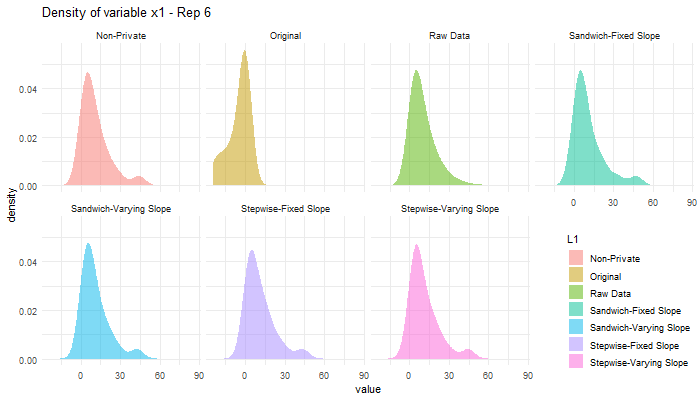 Density of variable x1 - Rep 6
Non-Private Original Raw Data Sandwich-Fixed Slope
0.04
0.02
0.00
0 30 60 90
density
Sandwich-Varying Slope Stepwise-Fixed Slope Stepwise-Varying Slope
0.04
0.02
0.00
0 30 60 90 0 30 60 90 0 30 60 90
value
L1
Non-Private
Original
Raw Data
Sandwich-Fixed Slope
Sandwich-Varying Slope
Stepwise-Fixed Slope
Stepwise-Varying Slope